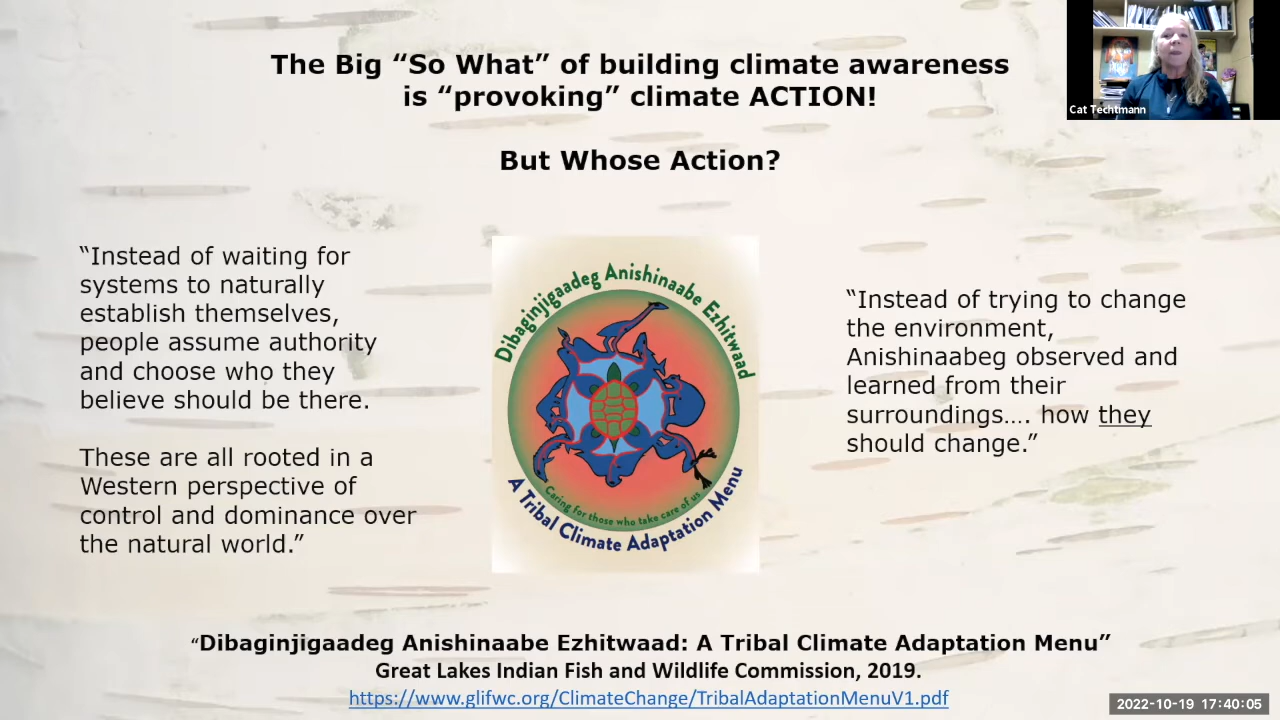 The Big “So What” of building climate awareness
is “provoking” climate ACTION!
But Whose Action?
Cat Techtmann
“Instead of waiting for
systems to naturally
establish themselves,
people assume authority
and choose who they
believe should be there.
These are all rooted in a
Western perspective of
control and dominance over
the natural world.”
Dibaginjigaadeg Anishinaabe Ezhitwaad
Caring for those who take care of us
A Tribal Climate Adaptation Menu
“Instead of trying to change
the environment,
Anishinaabeg observed and
learned from their
surroundings…. how they
should change.”
“Dibaginjigaadeg Anishinaabe Ezhitwaad: A Tribal Climate Adaptation Menu”
Great Lakes Indian Fish and Wildlife Commission, 2019.
https://www.glifwc.org/ClimateChange/TribalAdaptationMenuV1.pdf
2022-10-19 17:40:05